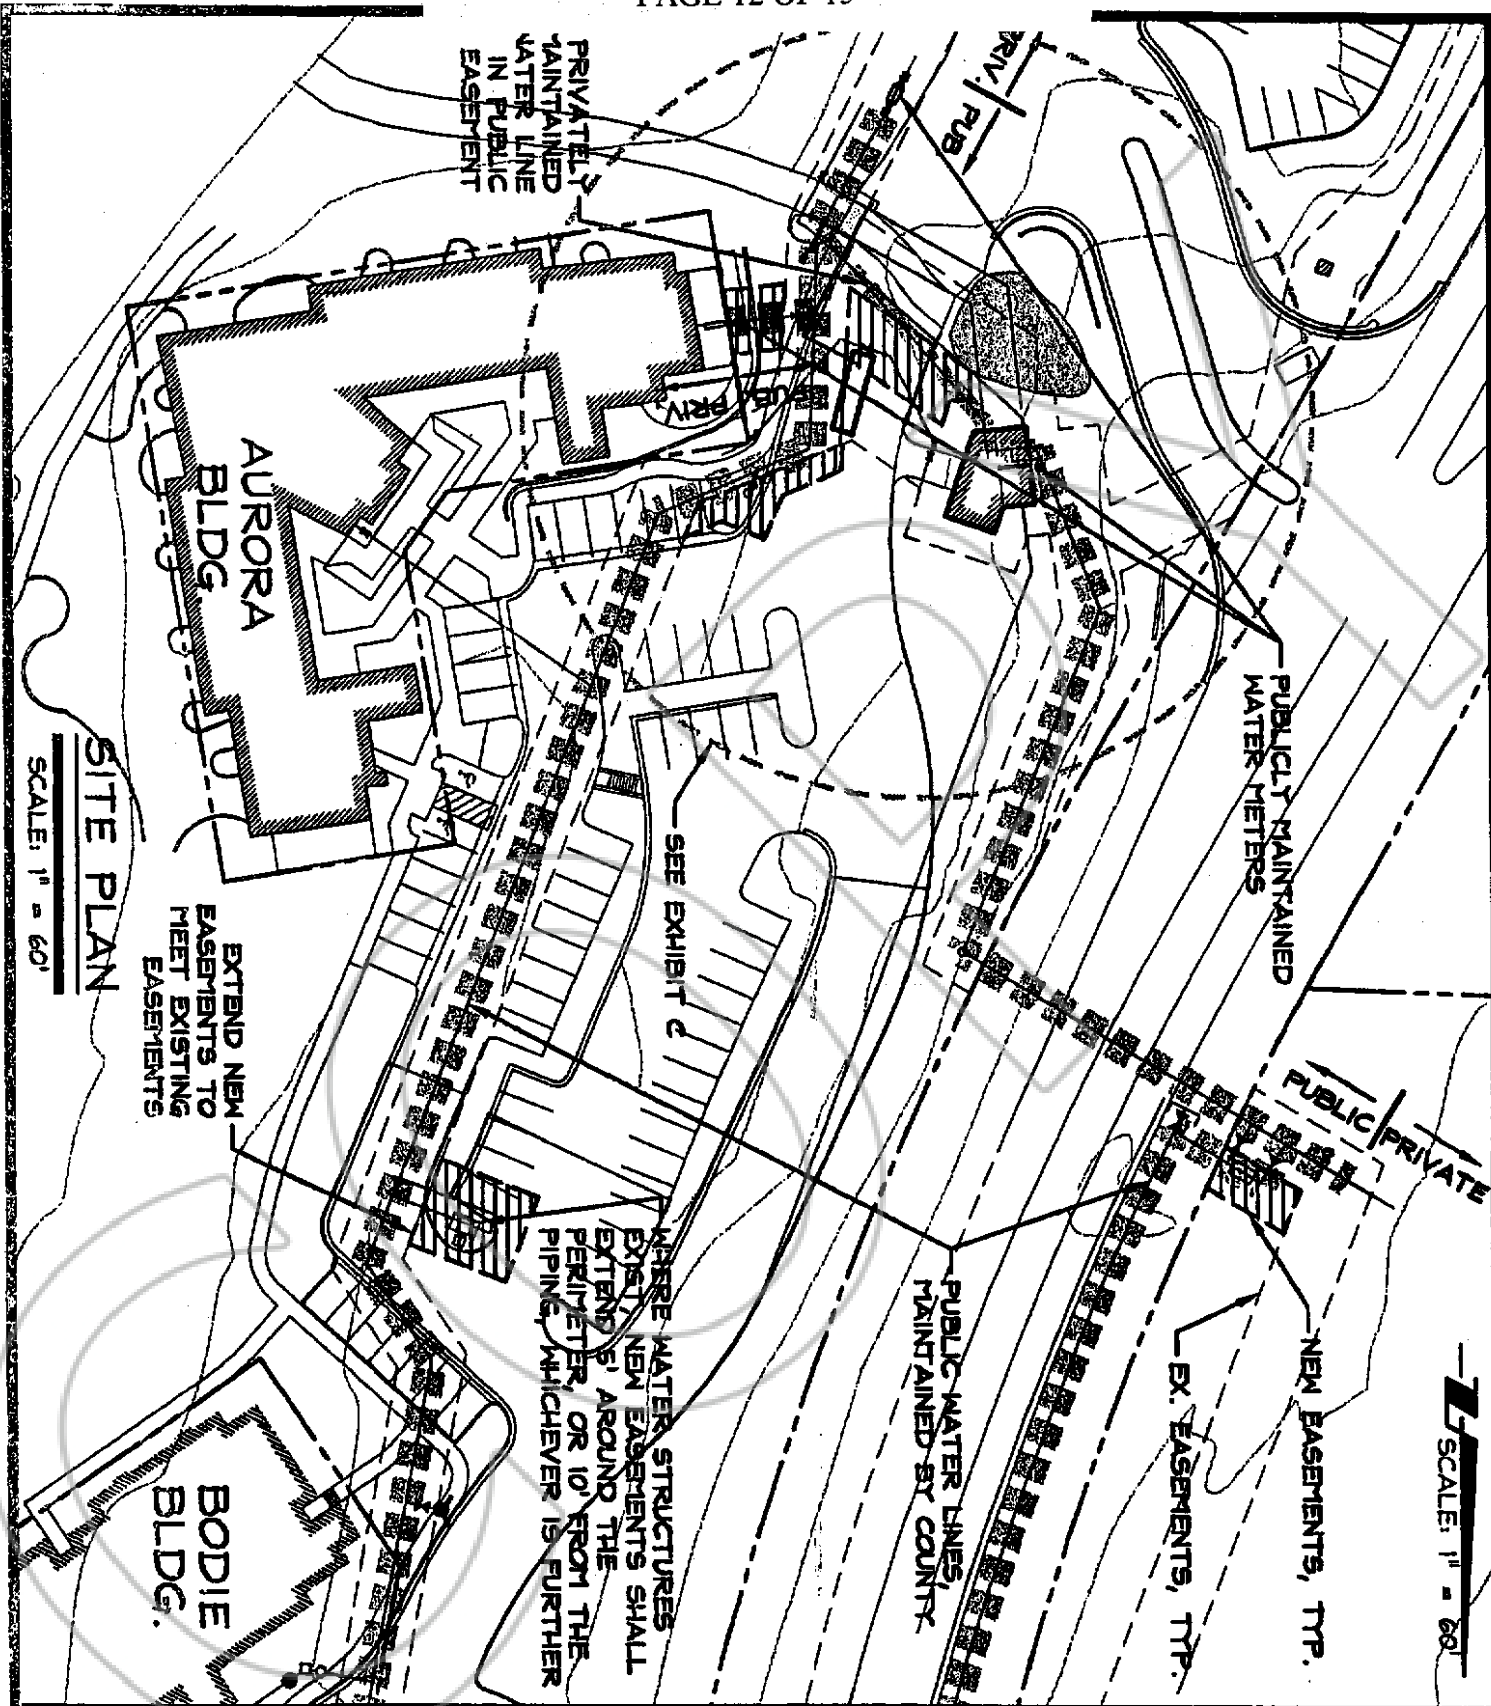 PAGE 12 OF 15
PRIVATELY
MAINTAINED
WATER LINE
IN PUBLIC
EASEMENT
PRIV.
PUB
PUB
PRIV
PUBLICLY MAINTAINED
WATER METERS
AURORA
BLDG.
SEE EXHIBIT C
SITE PLAN
SCALE: 1" = 60'
EXTEND NEW
EASEMENTS TO
MEET EXISTING
EASEMENTS
PUBLIC
PRIVATE
WHERE WATER STRUCTURES
EXIST, NEW EASEMENTS SHALL
EXTEND 5' AROUND THE
PERIMETER, OR 10' FROM THE
PIPING, WHICHEVER IS FURTHER
PUBLIC WATER LINES,
MAINTAINED BY COUNTY
NEW EASEMENTS, TYP.
EX. EASEMENTS, TYP.
SCALE: 1" = 60'
BODIE
BLDG.